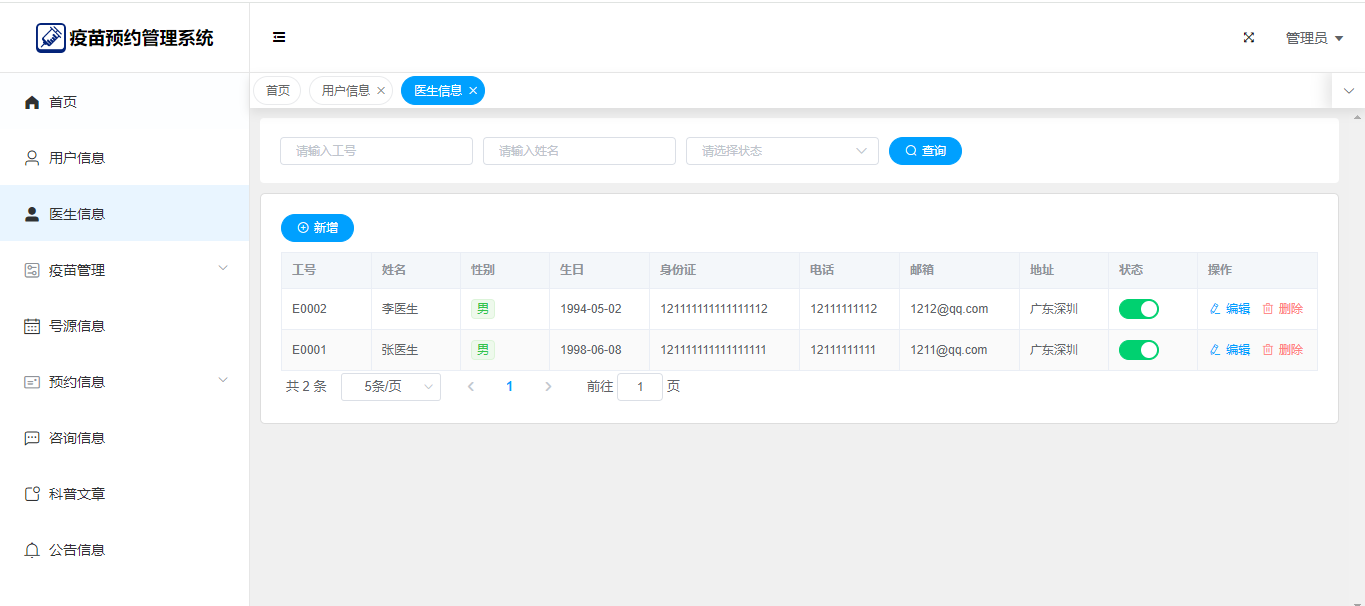 疫苗预约管理系统
管理员
首页
用户信息
医生信息
疫苗管理
号源信息
预约信息
咨询信息
科普文章
公告信息
首页 用户信息 医生信息
请输入工号 请输入姓名 请选择状态 查询
新增
工号 姓名 性别 生日 身份证 电话 邮箱 地址 状态 操作
E0002 李医生 男 1994-05-02 121111111111111112 12111111112 1212@qq.com 广东深圳 编辑 删除
E0001 张医生 男 1998-06-08 121111111111111111 12111111111 1211@qq.com 广东深圳 编辑 删除
共 2 条 5条/页 1 前往 1 页